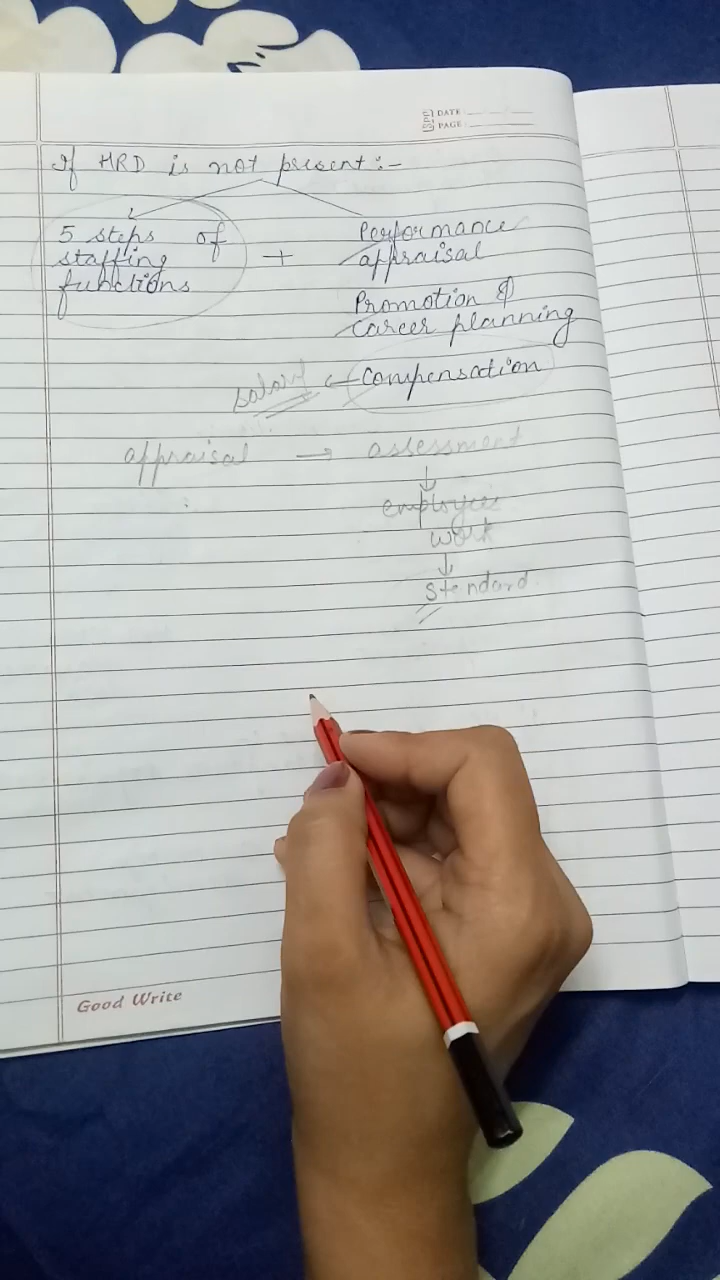 DATE
PAGE
If HRD is not present:-
5 steps of
staffing
functions
+
Performance
appraisal
Promotion &
career planning
salary ← compensation
appraisal → assessment
↓
employees
work
↓
Standard
Good Write